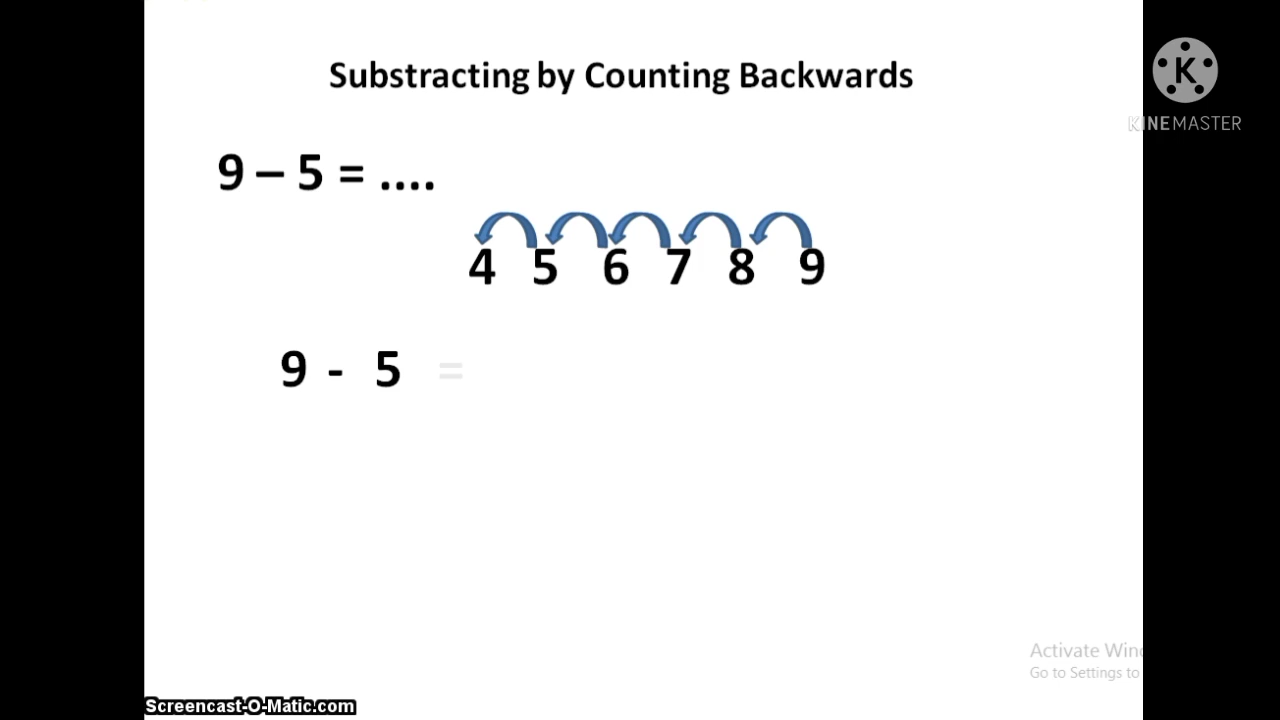 Substracting by Counting Backwards
K
KINEMASTER
9 – 5 = ....
4 5 6 7 8 9
9 - 5 =
Activate Wind
Go to Settings to
Screencast-O-Matic.com